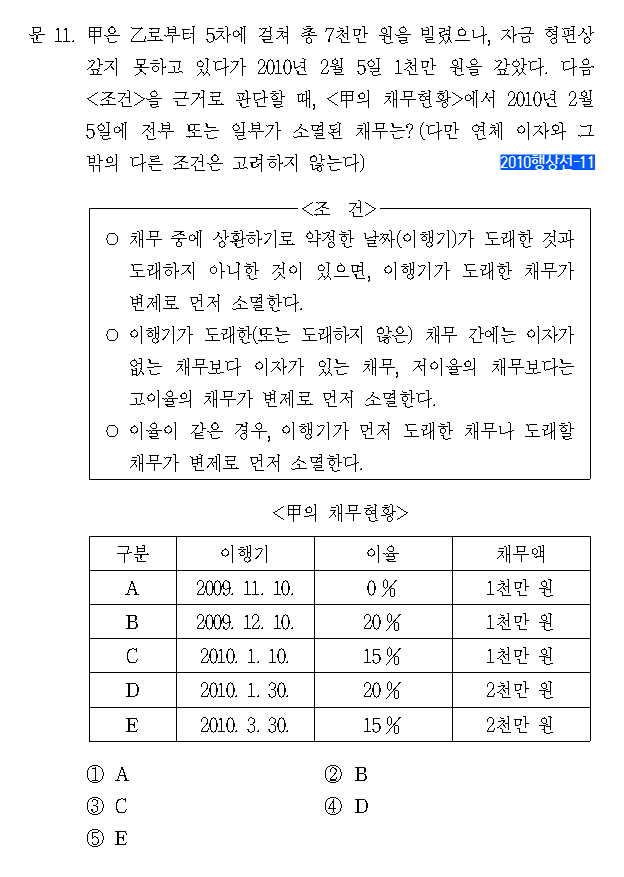 문 11. 甲은 乙로부터 5차에 걸쳐 총 7천만 원을 빌렸으나, 자금 형편상
갚지 못하고 있다가 2010년 2월 5일 1천만 원을 갚았다. 다음
<조건>을 근거로 판단할 때, <甲의 채무현황>에서 2010년 2월
5일에 전부 또는 일부가 소멸된 채무는? (다만 연체 이자와 그
밖의 다른 조건은 고려하지 않는다) 2010행상선-11
<조 건>
○ 채무 중에 상환하기로 약정한 날짜(이행기)가 도래한 것과
도래하지 아니한 것이 있으면, 이행기가 도래한 채무가
변제로 먼저 소멸한다.
○ 이행기가 도래한(또는 도래하지 않은) 채무 간에는 이자가
없는 채무보다 이자가 있는 채무, 저이율의 채무보다는
고이율의 채무가 변제로 먼저 소멸한다.
○ 이율이 같은 경우, 이행기가 먼저 도래한 채무나 도래할
채무가 변제로 먼저 소멸한다.
<甲의 채무현황>
구분 이행기 이율 채무액
A 2009. 11. 10. 0% 1천만 원
B 2009. 12. 10. 20% 1천만 원
C 2010. 1. 10. 15% 1천만 원
D 2010. 1. 30. 20% 2천만 원
E 2010. 3. 30. 15% 2천만 원
① A ② B
③ C ④ D
⑤ E